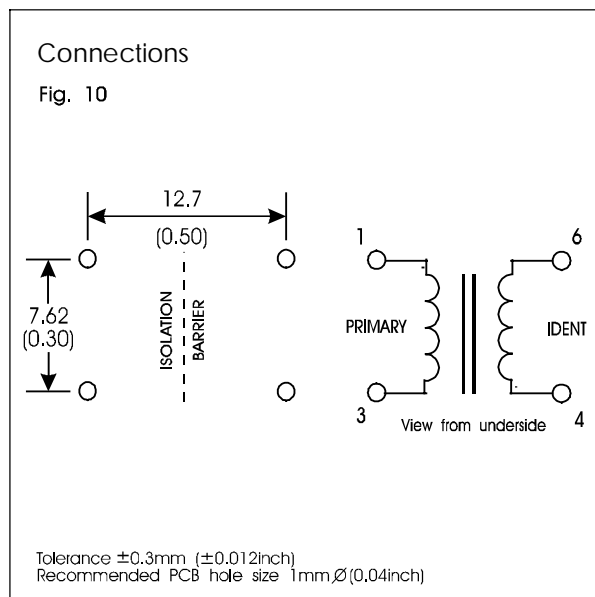 Connections
Fig. 10
12.7
(0.50)
7.62
(0.30)
ISOLATION
BARRIER
1
6
PRIMARY
IDENT
3
4
View from underside
Tolerance ±0.3mm (±0.012inch)
Recommended PCB hole size 1mmØ(0.04inch)